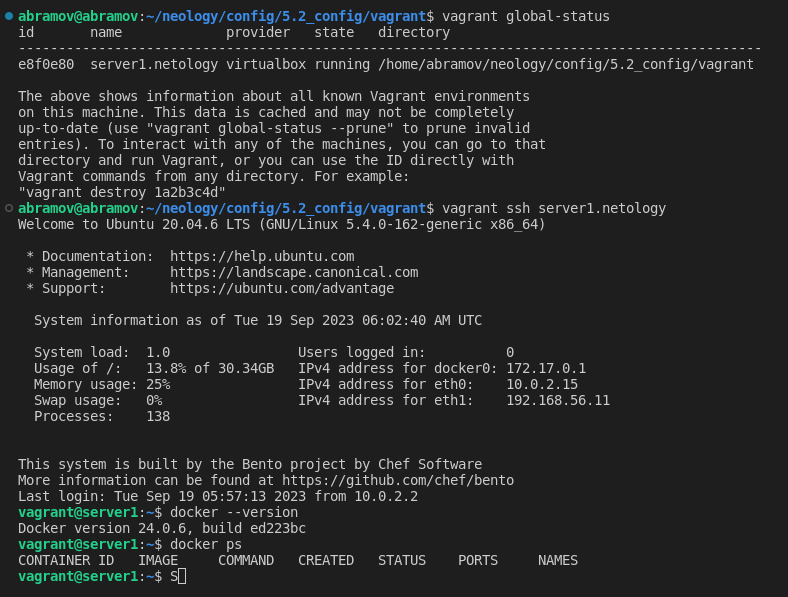 abramov@abramov:~/neology/config/5.2_config/vagrant$ vagrant global-status
id       name             provider   state   directory
---------------------------------------------------------------------------------------------
e8f0e80  server1.netology virtualbox running /home/abramov/neology/config/5.2_config/vagrant
The above shows information about all known Vagrant environments
on this machine. This data is cached and may not be completely
up-to-date (use "vagrant global-status --prune" to prune invalid
entries). To interact with any of the machines, you can go to that
directory and run Vagrant, or you can use the ID directly with
Vagrant commands from any directory. For example:
"vagrant destroy 1a2b3c4d"
abramov@abramov:~/neology/config/5.2_config/vagrant$ vagrant ssh server1.netology
Welcome to Ubuntu 20.04.6 LTS (GNU/Linux 5.4.0-162-generic x86_64)
 * Documentation:  https://help.ubuntu.com
 * Management:     https://landscape.canonical.com
 * Support:        https://ubuntu.com/advantage
  System information as of Tue 19 Sep 2023 06:02:40 AM UTC
  System load:  1.0                Users logged in:          0
  Usage of /:   13.8% of 30.34GB   IPv4 address for docker0: 172.17.0.1
  Memory usage: 25%                IPv4 address for eth0:    10.0.2.15
  Swap usage:   0%                 IPv4 address for eth1:    192.168.56.11
  Processes:    138
This system is built by the Bento project by Chef Software
More information can be found at https://github.com/chef/bento
Last login: Tue Sep 19 05:57:13 2023 from 10.0.2.2
vagrant@server1:~$ docker --version
Docker version 24.0.6, build ed223bc
vagrant@server1:~$ docker ps
CONTAINER ID   IMAGE     COMMAND   CREATED   STATUS    PORTS     NAMES
vagrant@server1:~$ S